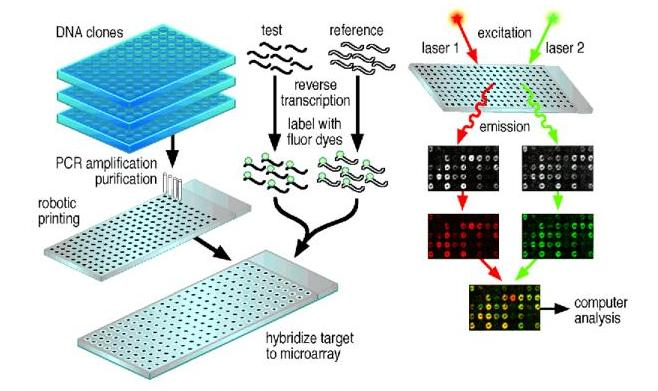 DNA clones
PCR amplification
purification
robotic
printing
test
reference
reverse
transcription
label with
fluor dyes
hybridize target
to microarray
excitation
laser 1
laser 2
emission
computer
analysis